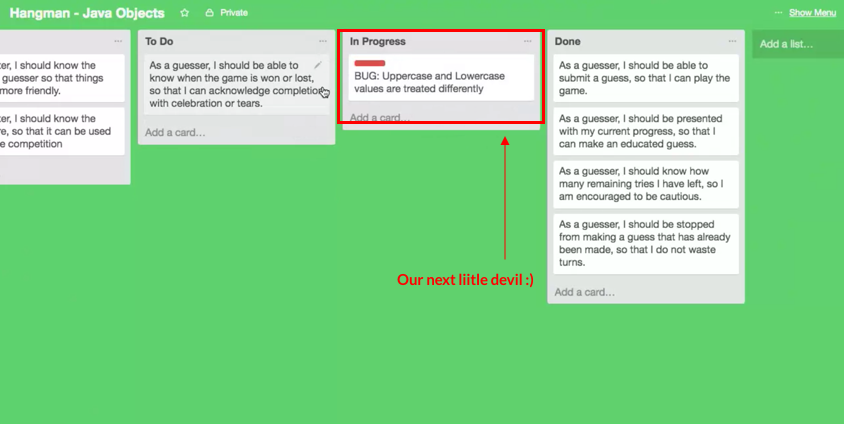 Hangman - Java Objects
Private
... Show Menu
ter, I should know the
guesser so that things
more friendly.
ter, I should know the
re, so that it can be used
e competition
To Do
...
As a guesser, I should be able to
know when the game is won or lost,
so that I can acknowledge completion
with celebration or tears.
Add a card...
In Progress
...
BUG: Uppercase and Lowercase
values are treated differently
Add a card...
Our next liitle devil :)
Done
...
As a guesser, I should be able to
submit a guess, so that I can play the
game.
As a guesser, I should be presented
with my current progress, so that I
can make an educated guess.
As a guesser, I should know how
many remaining tries I have left, so I
am encouraged to be cautious.
As a guesser, I should be stopped
from making a guess that has already
been made, so that I do not waste
turns.
Add a card...
Add a list...